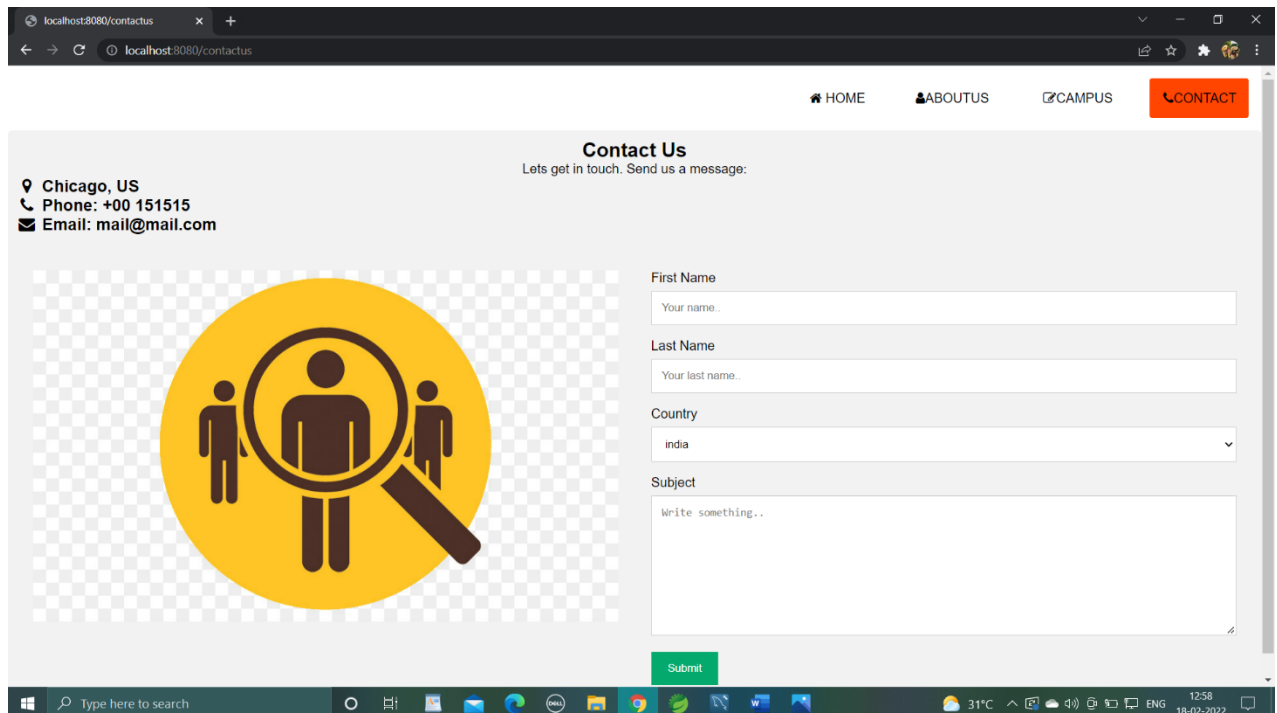 localhost:8080/contactus
localhost:8080/contactus
HOME ABOUTUS CAMPUS CONTACT
Contact Us
Lets get in touch. Send us a message:
Chicago, US
Phone: +00 151515
Email: mail@mail.com
First Name
Your name..
Last Name
Your last name..
Country
india
Subject
Write something..
Submit
Type here to search
DELL
W
31°C
ENG
12:58
18-02-2022